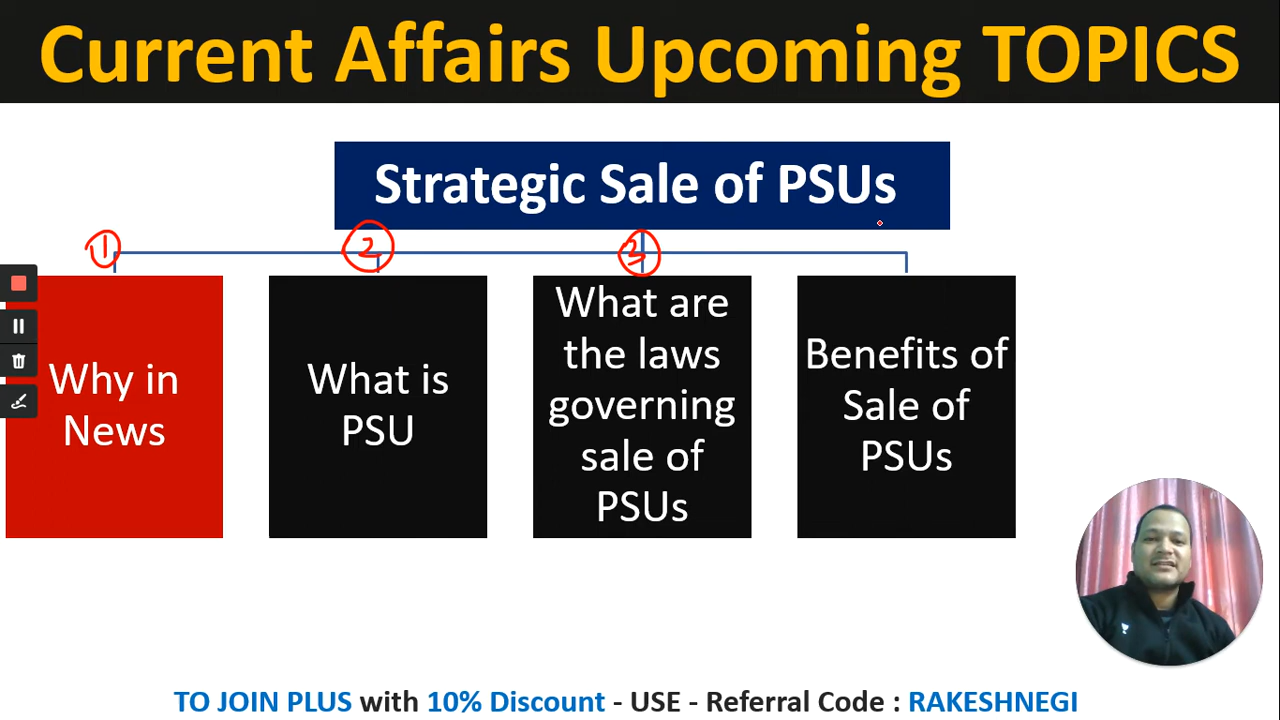 Current Affairs Upcoming TOPICS
Strategic Sale of PSUs
1
2
3
Why in
News
What is
PSU
What are
the laws
governing
sale of
PSUs
Benefits of
Sale of
PSUs
TO JOIN PLUS with 10% Discount - USE - Referral Code : RAKESHNEGI